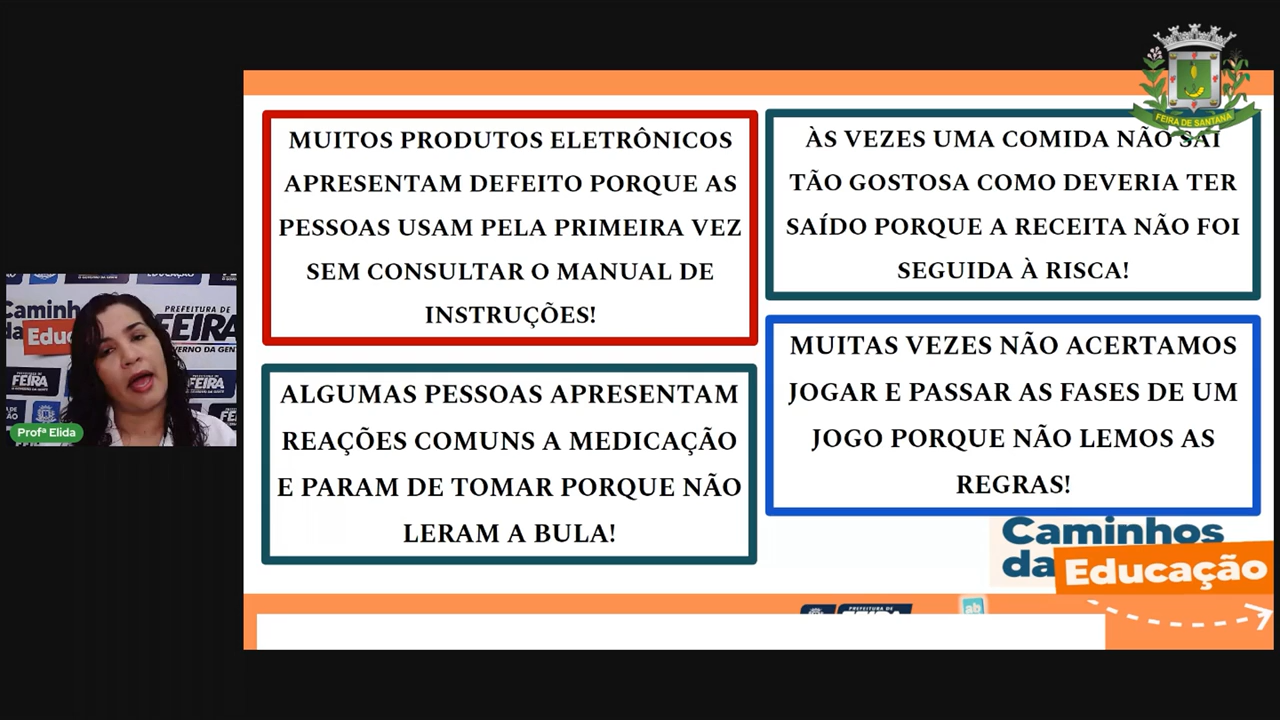 FEIRA DE SANTANA
MUITOS PRODUTOS ELETRÔNICOS
APRESENTAM DEFEITO PORQUE AS
PESSOAS USAM PELA PRIMEIRA VEZ
SEM CONSULTAR O MANUAL DE
INSTRUÇÕES!
ÀS VEZES UMA COMIDA NÃO SAI
TÃO GOSTOSA COMO DEVERIA TER
SAÍDO PORQUE A RECEITA NÃO FOI
SEGUIDA À RISCA!
ALGUMAS PESSOAS APRESENTAM
REAÇÕES COMUNS A MEDICAÇÃO
E PARAM DE TOMAR PORQUE NÃO
LERAM A BULA!
MUITAS VEZES NÃO ACERTAMOS
JOGAR E PASSAR AS FASES DE UM
JOGO PORQUE NÃO LEMOS AS
REGRAS!
Caminhos
da Educação
PREFEITURA DE
FEIRA
Profª Elida